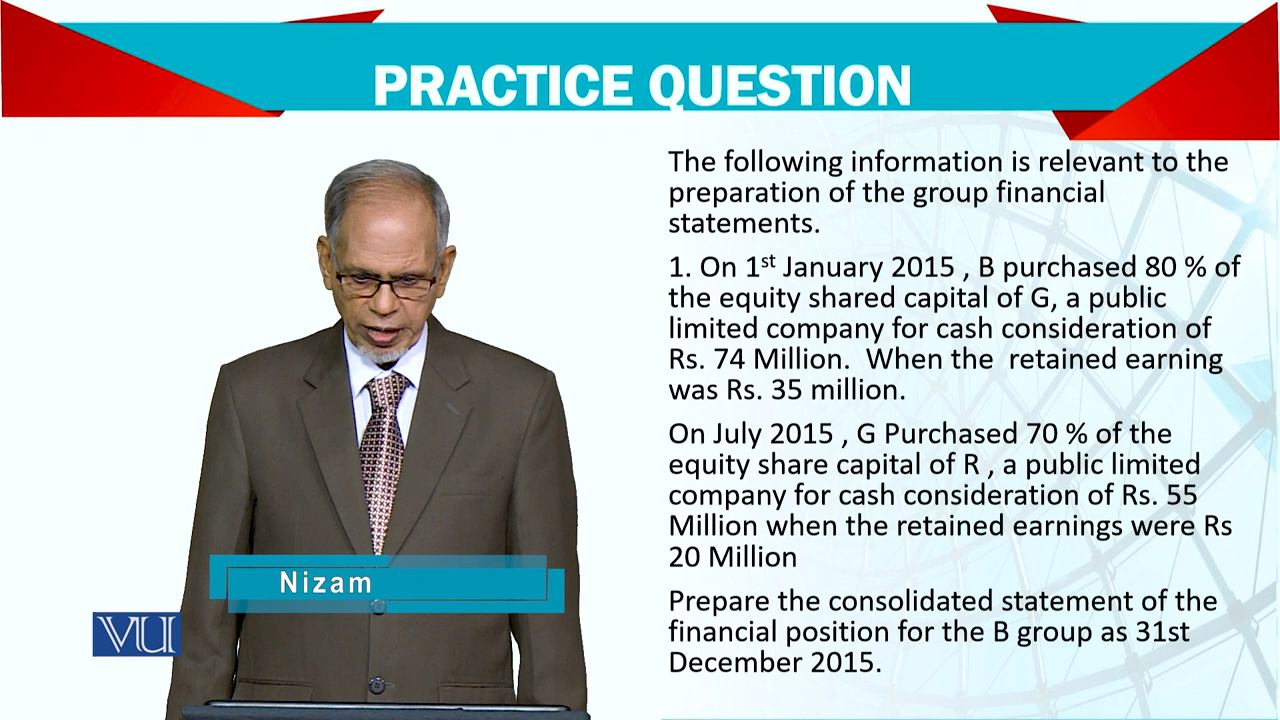 PRACTICE QUESTION
The following information is relevant to the
preparation of the group financial
statements.
1. On 1st January 2015 , B purchased 80 % of
the equity shared capital of G, a public
limited company for cash consideration of
Rs. 74 Million.  When the  retained earning
was Rs. 35 million.
On July 2015 , G Purchased 70 % of the
equity share capital of R , a public limited
company for cash consideration of Rs. 55
Million when the retained earnings were Rs
20 Million
Prepare the consolidated statement of the
financial position for the B group as 31st
December 2015.
Nizam
VU